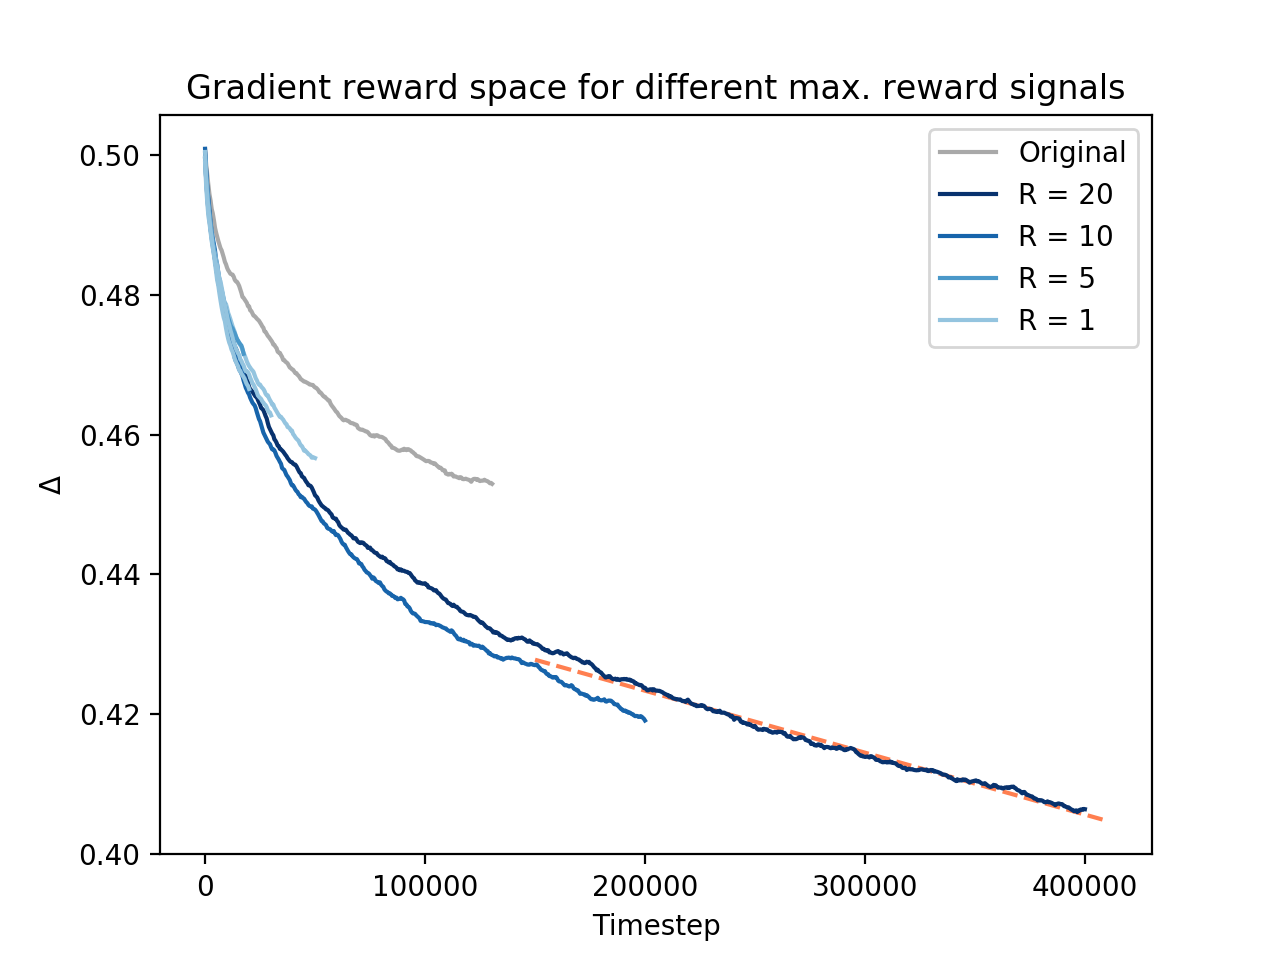 Gradient reward space for different max. reward signals
Original
R = 20
R = 10
R = 5
R = 1
0.50
0.48
0.46
0.44
0.42
0.40
Δ
0
100000
200000
300000
400000
Timestep